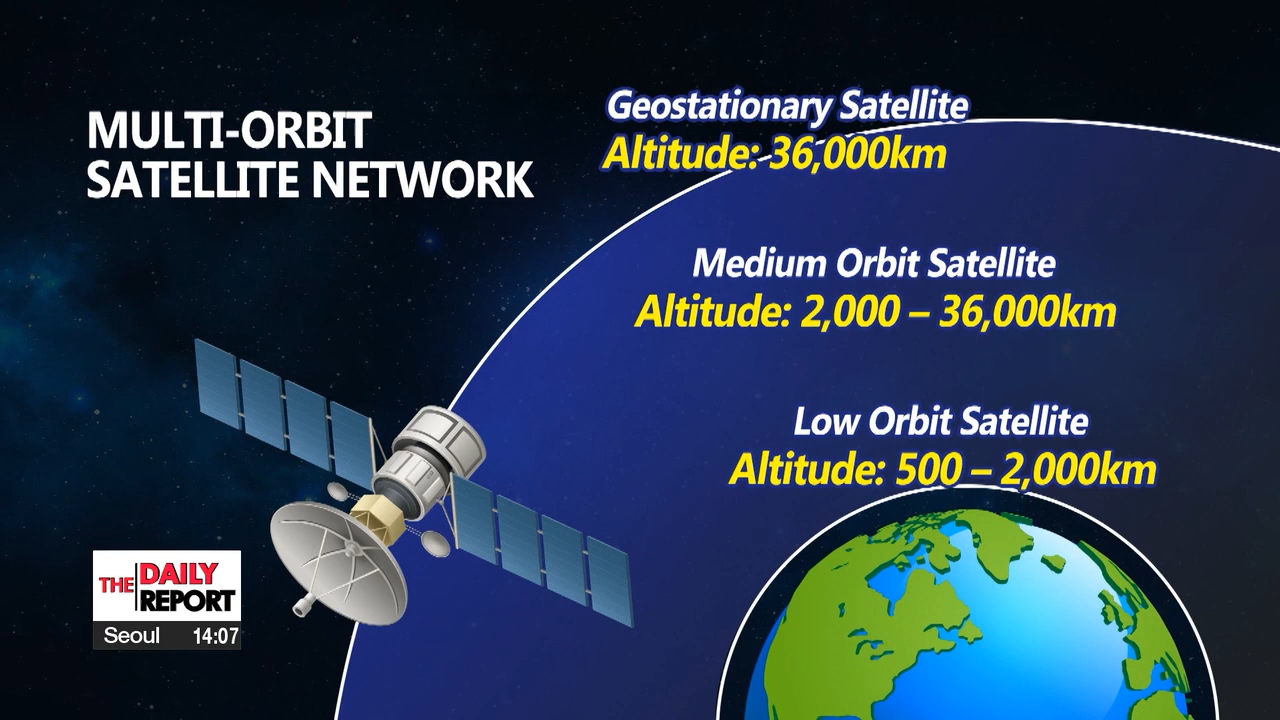 MULTI-ORBIT
SATELLITE NETWORK
Geostationary Satellite
Altitude: 36,000km
Medium Orbit Satellite
Altitude: 2,000 – 36,000km
Low Orbit Satellite
Altitude: 500 – 2,000km
THE DAILY
REPORT
Seoul 14:07